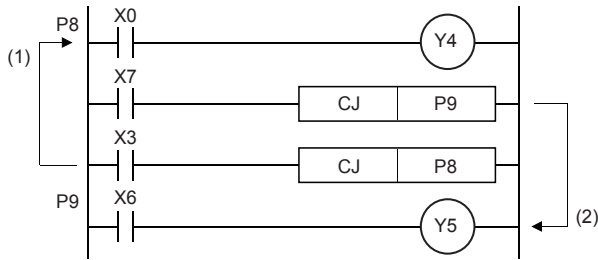 P8 X0 Y4
(1)
X7 CJ P9
X3 CJ P8
P9 X6 Y5
(2)